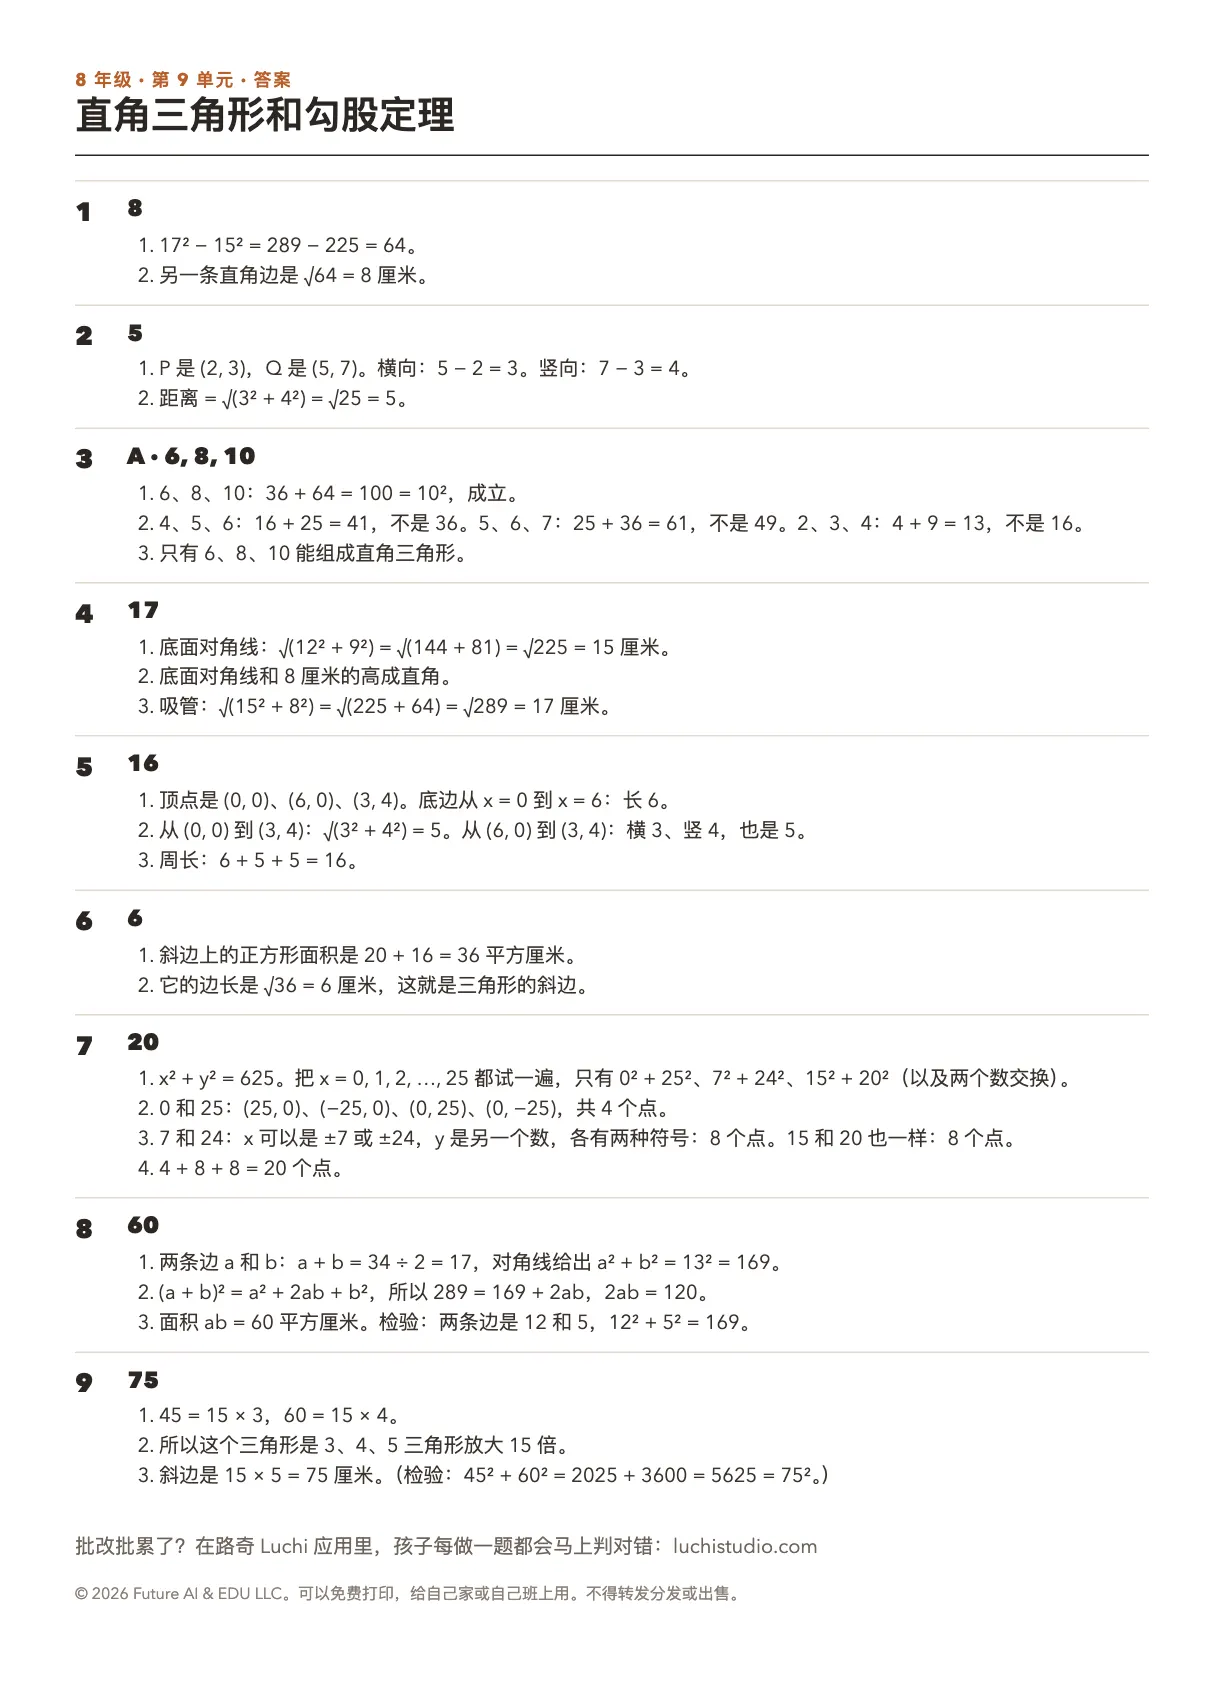 8 年级 · 第 9 单元 · 答案
直角三角形和勾股定理
1 8
1. 17² − 15² = 289 − 225 = 64。
2. 另一条直角边是 √64 = 8 厘米。
2 5
1. P 是 (2, 3)，Q 是 (5, 7)。横向：5 − 2 = 3。竖向：7 − 3 = 4。
2. 距离 = √(3² + 4²) = √25 = 5。
3 A · 6, 8, 10
1. 6、8、10：36 + 64 = 100 = 10²，成立。
2. 4、5、6：16 + 25 = 41，不是 36。5、6、7：25 + 36 = 61，不是 49。2、3、4：4 + 9 = 13，不是 16。
3. 只有 6、8、10 能组成直角三角形。
4 17
1. 底面对角线：√(12² + 9²) = √(144 + 81) = √225 = 15 厘米。
2. 底面对角线和 8 厘米的高成直角。
3. 吸管：√(15² + 8²) = √(225 + 64) = √289 = 17 厘米。
5 16
1. 顶点是 (0, 0)、(6, 0)、(3, 4)。底边从 x = 0 到 x = 6：长 6。
2. 从 (0, 0) 到 (3, 4)：√(3² + 4²) = 5。从 (6, 0) 到 (3, 4)：横 3、竖 4，也是 5。
3. 周长：6 + 5 + 5 = 16。
6 6
1. 斜边上的正方形面积是 20 + 16 = 36 平方厘米。
2. 它的边长是 √36 = 6 厘米，这就是三角形的斜边。
7 20
1. x² + y² = 625。把 x = 0, 1, 2, …, 25 都试一遍，只有 0² + 25²、7² + 24²、15² + 20²（以及两个数交换）。
2. 0 和 25：(25, 0)、(−25, 0)、(0, 25)、(0, −25)，共 4 个点。
3. 7 和 24：x 可以是 ±7 或 ±24，y 是另一个数，各有两种符号：8 个点。15 和 20 也一样：8 个点。
4. 4 + 8 + 8 = 20 个点。
8 60
1. 两条边 a 和 b：a + b = 34 ÷ 2 = 17，对角线给出 a² + b² = 13² = 169。
2. (a + b)² = a² + 2ab + b²，所以 289 = 169 + 2ab，2ab = 120。
3. 面积 ab = 60 平方厘米。检验：两条边是 12 和 5，12² + 5² = 169。
9 75
1. 45 = 15 × 3，60 = 15 × 4。
2. 所以这个三角形是 3、4、5 三角形放大 15 倍。
3. 斜边是 15 × 5 = 75 厘米。（检验：45² + 60² = 2025 + 3600 = 5625 = 75²。）
批改批累了？在路奇 Luchi 应用里，孩子每做一题都会马上判对错：luchistudio.com
© 2026 Future AI & EDU LLC。可以免费打印，给自己家或自己班上用。不得转发分发或出售。